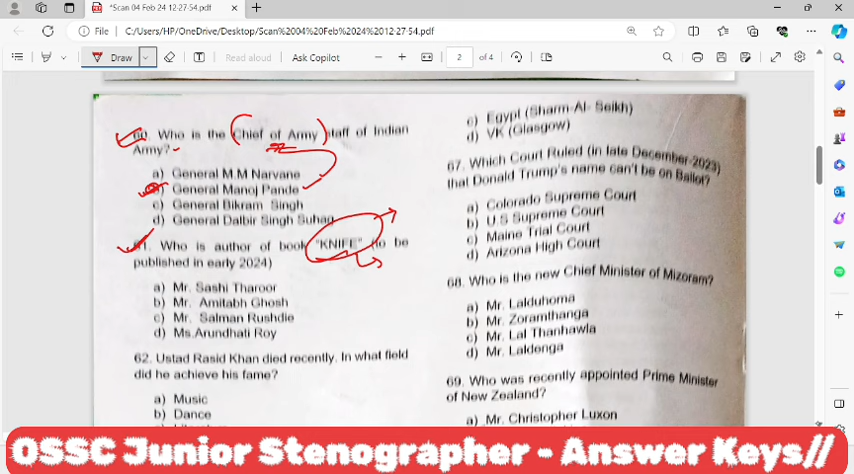 *Scan 04 Feb 24 12-27-54.pdf
File
C:/Users/HP/OneDrive/Desktop/Scan%2004%20Feb%2024%2012-27-54.pdf
Draw
Read aloud
Ask Copilot
2 of 4
60. Who is the Chief of Army staff of Indian
Army?
a) General M.M Narvane
b) General Manoj Pande
c) General Bikram Singh
d) General Dalbir Singh Suhag
61. Who is author of book "KNIFE" (to be
published in early 2024)
a) Mr. Sashi Tharoor
b) Mr. Amitabh Ghosh
c) Mr. Salman Rushdie
d) Ms.Arundhati Roy
62. Ustad Rasid Khan died recently. In what field
did he achieve his fame?
a) Music
b) Dance
c) Egypt (Sharm-Al- Seikh)
d) VK (Glasgow)
67. Which Court Ruled (in late December-2023)
that Donald Trump's name can't be on Ballot?
a) Colorado Supreme Court
b) U.S Supreme Court
c) Maine Trial Court
d) Arizona High Court
68. Who is the new Chief Minister of Mizoram?
a) Mr. Lalduhoma
b) Mr. Zoramthanga
c) Mr. Lal Thanhawla
d) Mr. Laldenga
69. Who was recently appointed Prime Minister
of New Zealand?
a) Mr. Christopher Luxon
OSSC Junior Stenographer - Answer Keys//